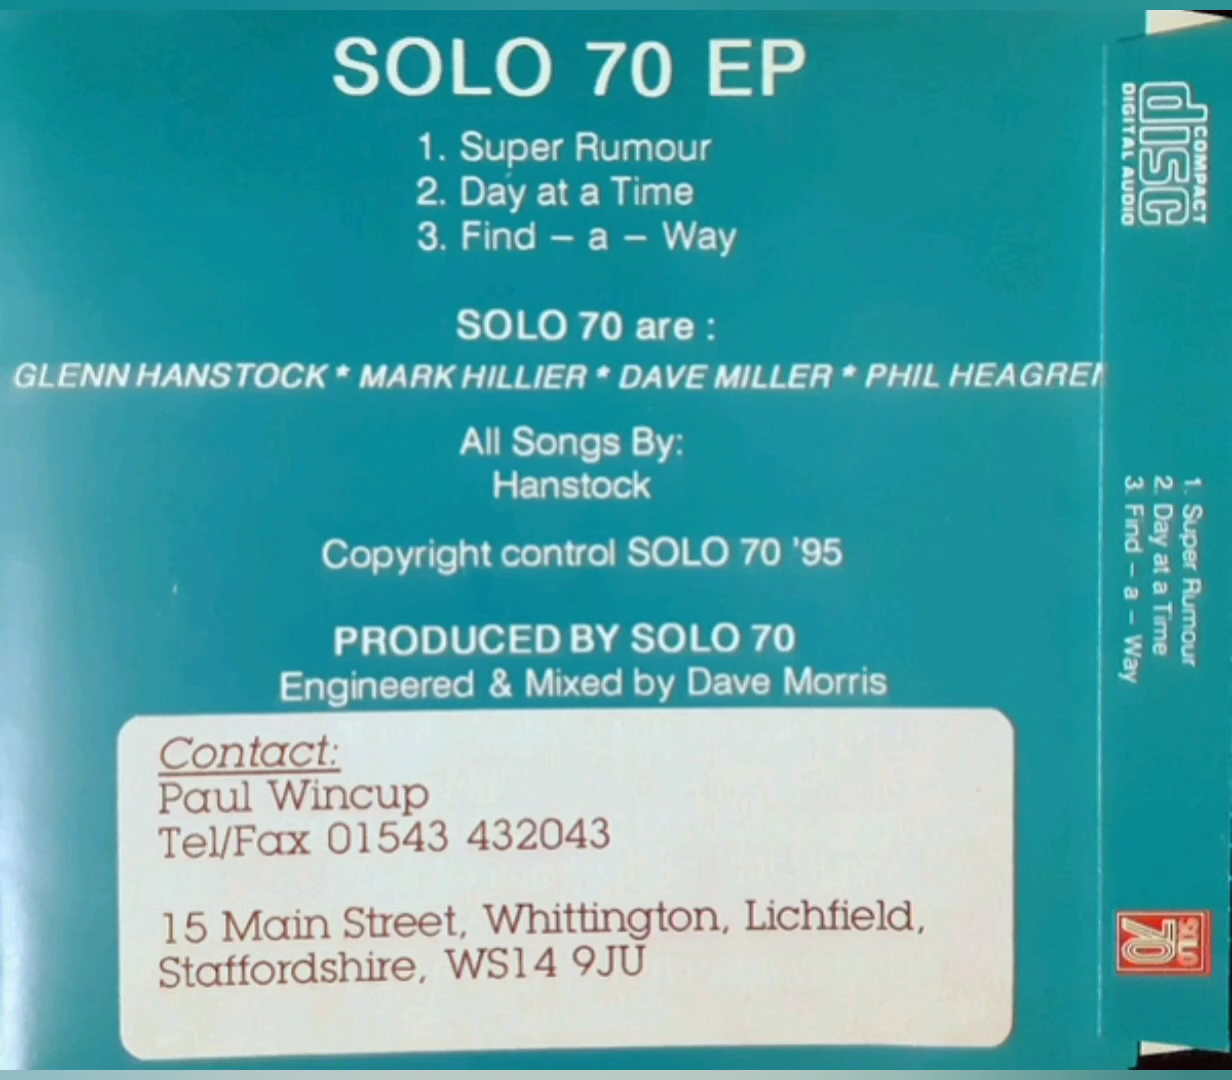 SOLO 70 EP
1. Super Rumour
2. Day at a Time
3. Find – a – Way
SOLO 70 are :
GLENN HANSTOCK * MARK HILLIER * DAVE MILLER * PHIL
All Songs By:
Hanstock
Copyright control SOLO 70 '95
PRODUCED BY SOLO 70
Engineered & Mixed by Dave Morris
Contact:
Paul Wincup
Tel/Fax 01543 432043
15 Main Street, Whittington, Lichfield,
Staffordshire, WS14 9JU
COMPACT
disc
DIGITAL AUDIO
1. Super Rumour
2. Day at a Time
3. Find – a – Way
SOLO
70